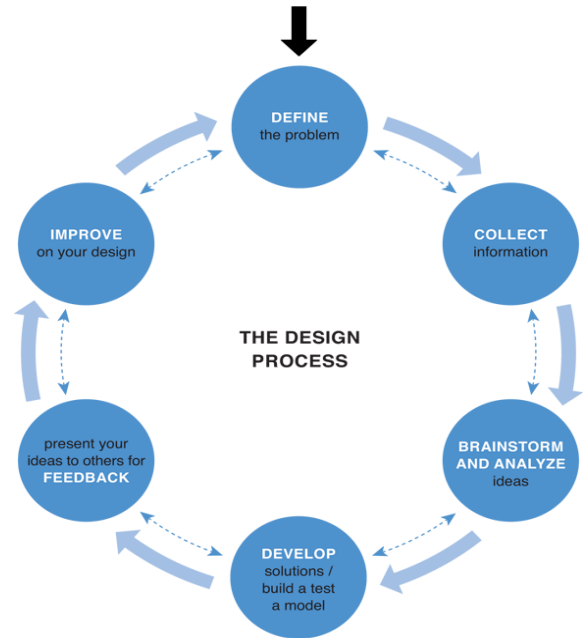 DEFINE
the problem
COLLECT
information
BRAINSTORM
AND ANALYZE
ideas
DEVELOP
solutions /
build a test
a model
present your
ideas to others for
FEEDBACK
IMPROVE
on your design
THE DESIGN
PROCESS